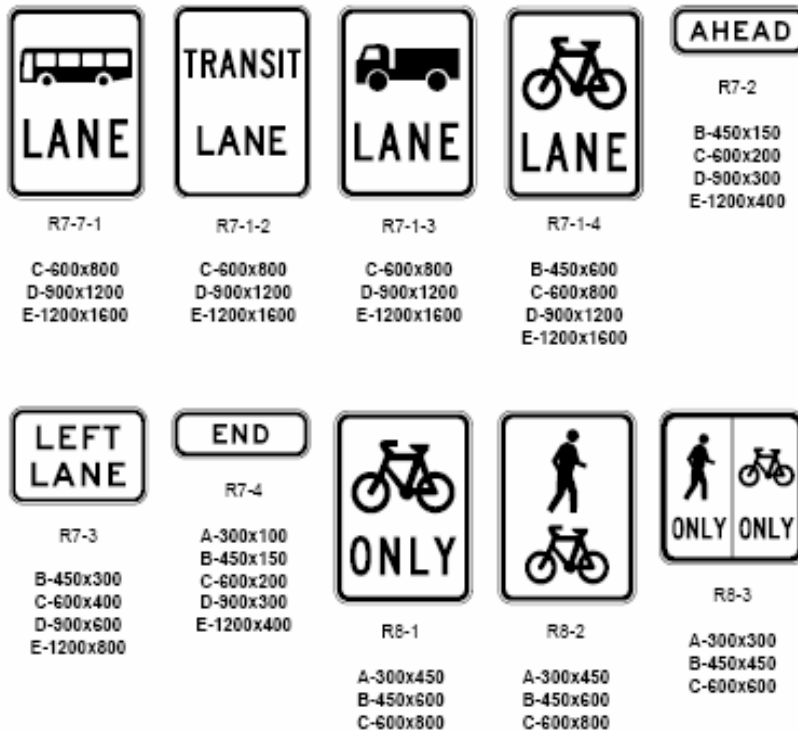 LANE
R7-7-1
C-600x800
D-900x1200
E-1200x1600
TRANSIT
LANE
R7-1-2
C-600x800
D-900x1200
E-1200x1600
LANE
R7-1-3
C-600x800
D-900x1200
E-1200x1600
LANE
R7-1-4
B-450x600
C-600x800
D-900x1200
E-1200x1600
AHEAD
R7-2
B-450x150
C-600x200
D-900x300
E-1200x400
LEFT
LANE
R7-3
B-450x300
C-600x400
D-900x600
E-1200x800
END
R7-4
A-300x100
B-450x150
C-600x200
D-900x300
E-1200x400
ONLY
R8-1
A-300x450
B-450x600
C-600x800
R8-2
A-300x450
B-450x600
C-600x800
ONLY ONLY
R8-3
A-300x300
B-450x450
C-600x600